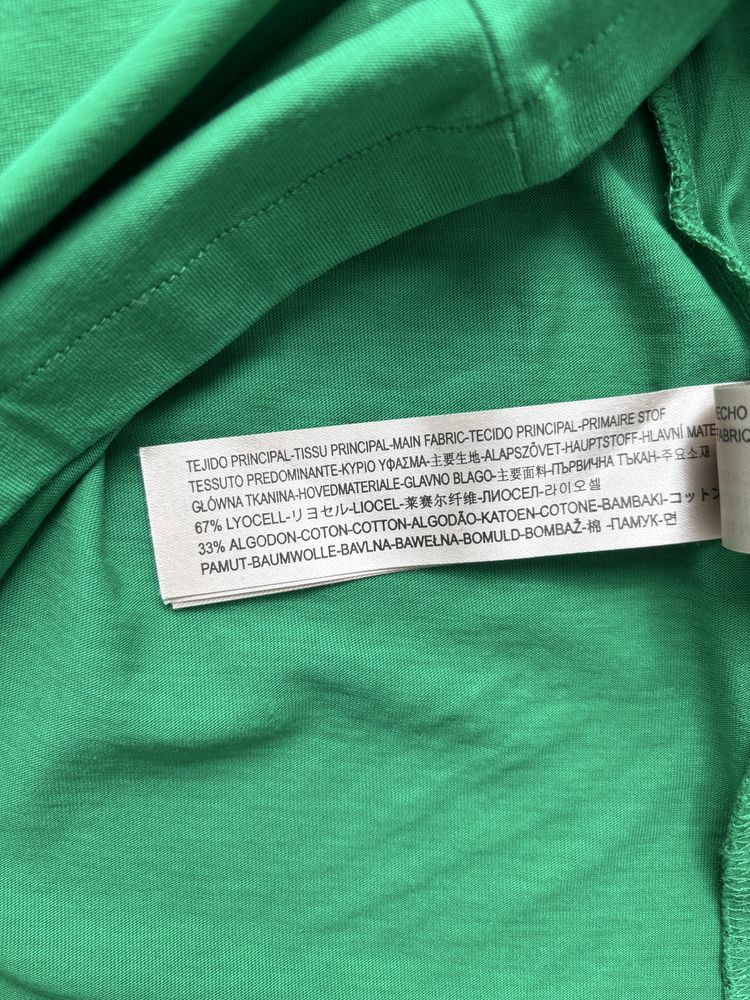 TEJIDO PRINCIPAL-TISSU PRINCIPAL-MAIN FABRIC-TECIDO PRINCIPAL-PRIMAIRE STOF
TESSUTO PREDOMINANTE-ΚΥΡΙΟ ΥΦΑΣΜΑ-主要生地-ALAPSZÖVET-HAUPTSTOFF-HLAVNÍ MATE
GŁÓWNA TKANINA-HOVEDMATERIALE-GLAVNO BLAGO-主要面料-ПЪРВИЧНА ТЪКАН-주요소재
67% LYOCELL-リヨセル-LIOCEL-莱赛尔纤维-ЛИОСЕЛ-라이오셀
33% ALGODON-COTON-COTTON-ALGODÃO-KATOEN-COTONE-BAMBAKI-コットン
PAMUT-BAUMWOLLE-BAVLNA-BAWEŁNA-BOMULD-BOMBAŽ-棉 -ПАМУК-면
ECHO
FABRIQ